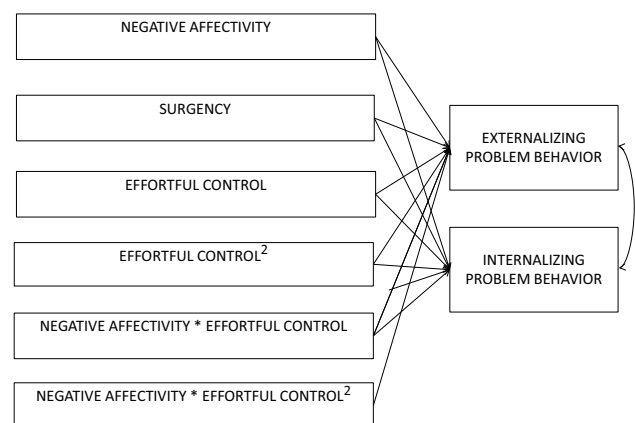 NEGATIVE AFFECTIVITY
SURGENCY
EFFORTFUL CONTROL
EFFORTFUL CONTROL²
NEGATIVE AFFECTIVITY * EFFORTFUL CONTROL
NEGATIVE AFFECTIVITY * EFFORTFUL CONTROL²
EXTERNALIZING
PROBLEM BEHAVIOR
INTERNALIZING
PROBLEM BEHAVIOR